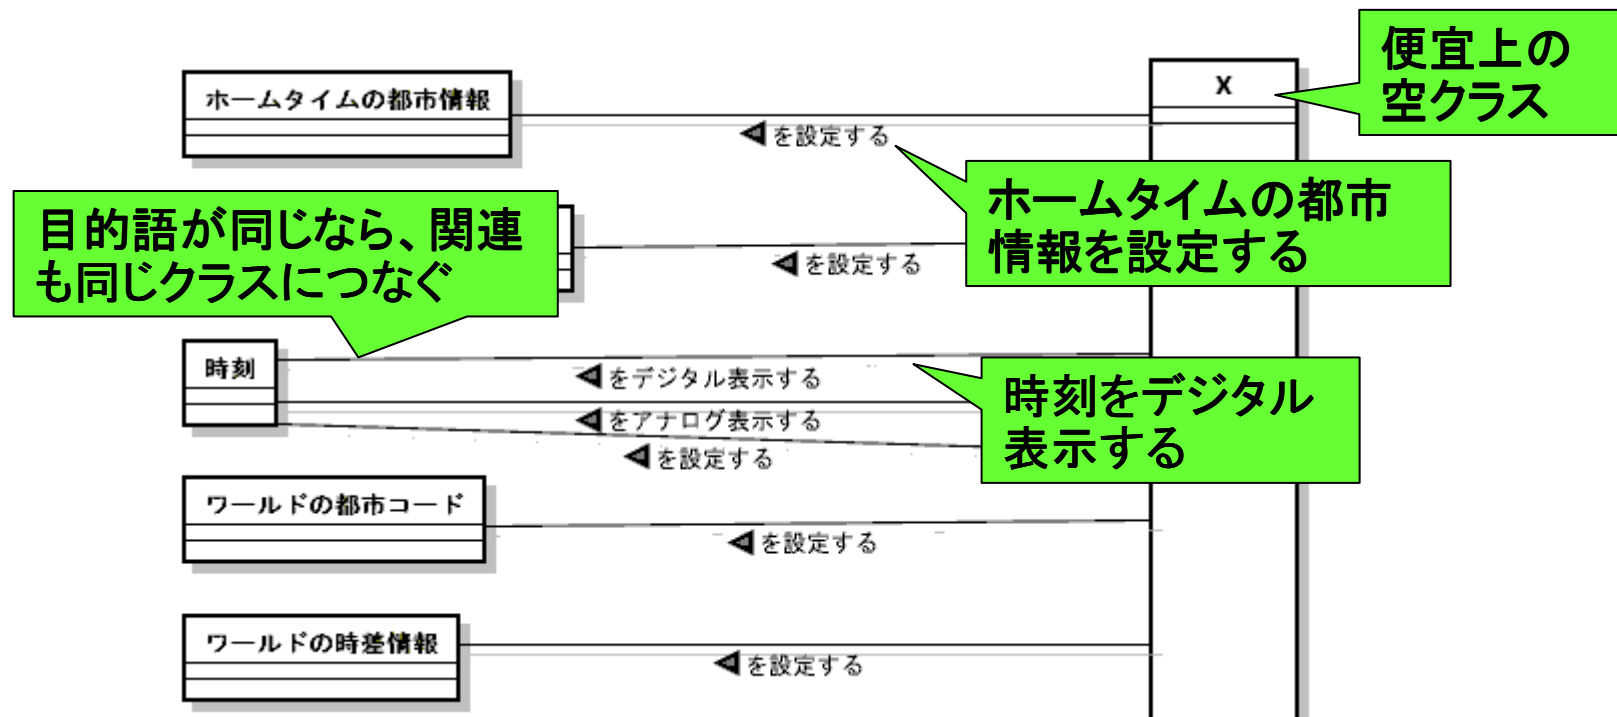 便宜上の
空クラス
X
ホームタイムの都市情報
を設定する
ホームタイムの都市
情報を設定する
目的語が同じなら、関連
も同じクラスにつなぐ
を設定する
時刻
をデジタル表示する
をアナログ表示する
を設定する
時刻をデジタル
表示する
ワールドの都市コード
を設定する
ワールドの時差情報
を設定する